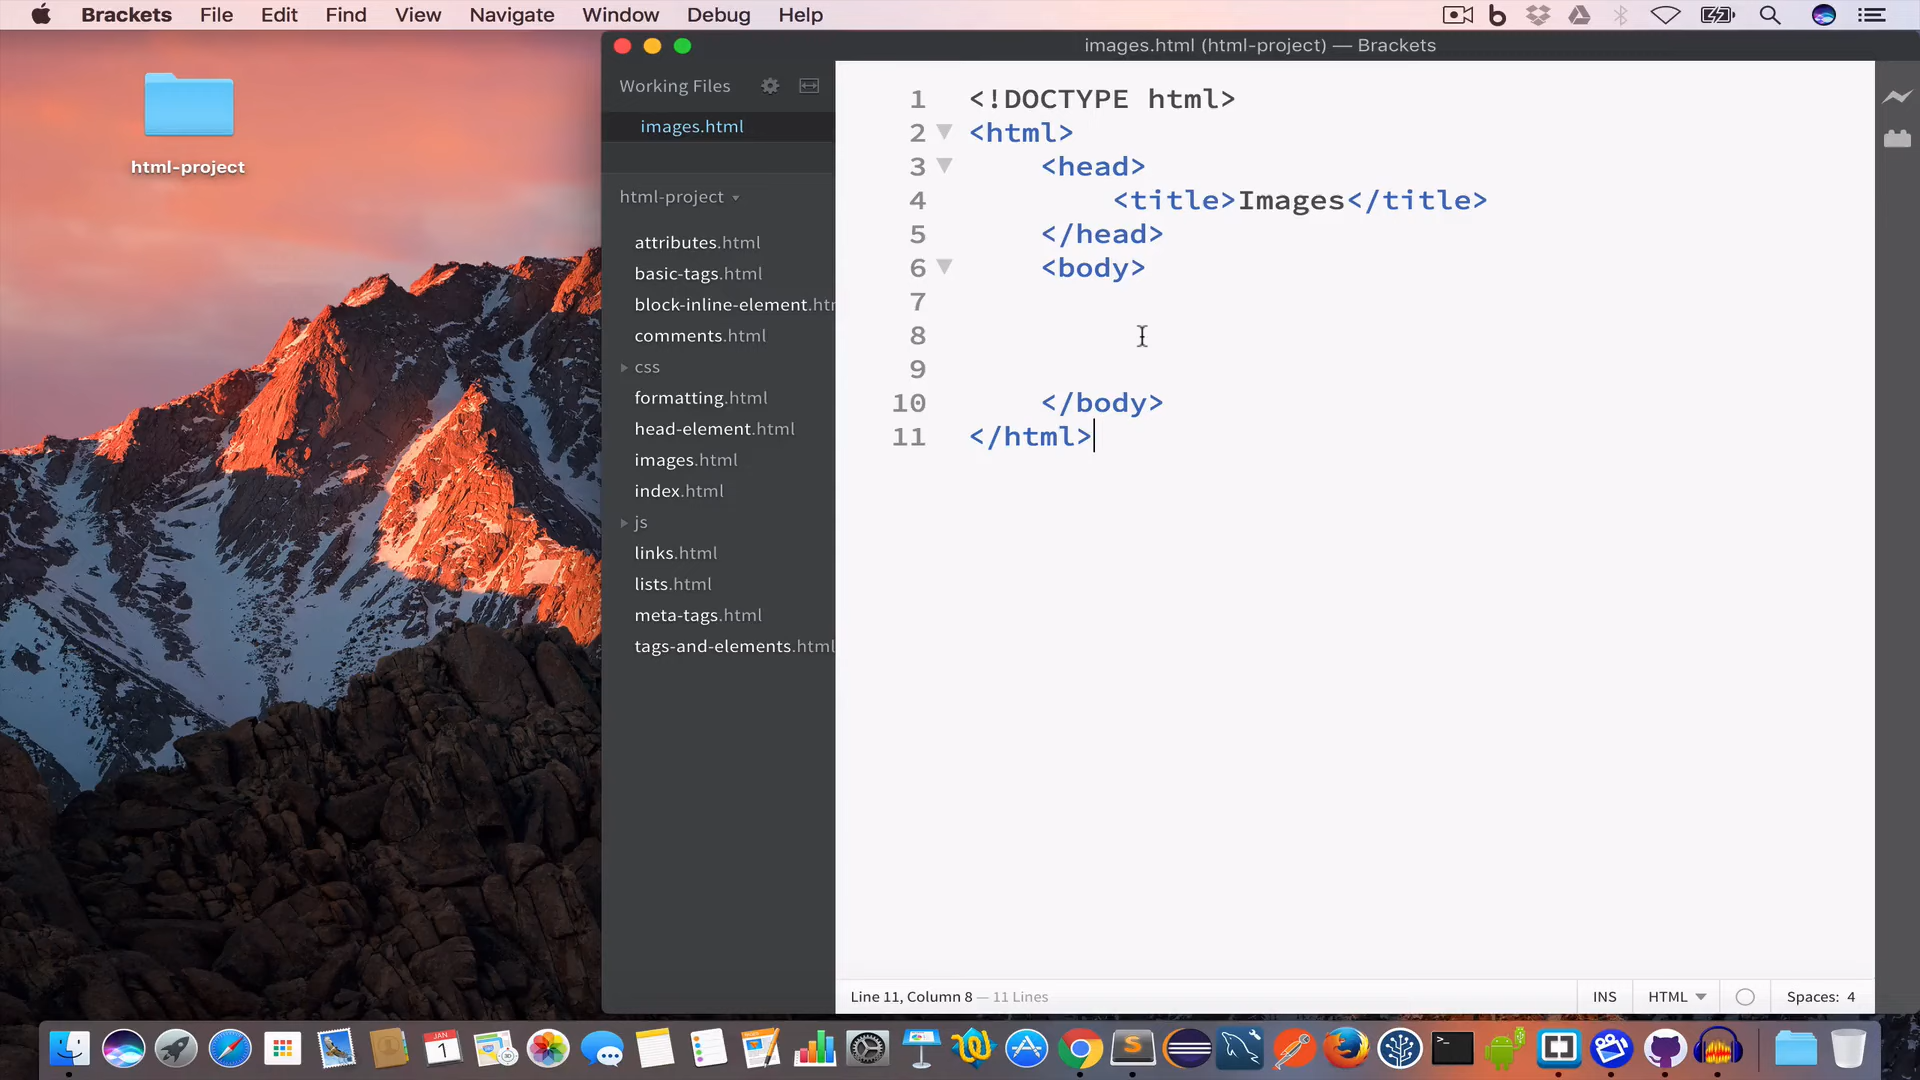 Brackets File Edit Find View Navigate Window Debug Help
html-project
images.html (html-project) — Brackets
Working Files
images.html
html-project
attributes.html
basic-tags.html
block-inline-element.htm
comments.html
css
formatting.html
head-element.html
images.html
index.html
js
links.html
lists.html
meta-tags.html
tags-and-elements.html
1 <!DOCTYPE html>
2 <html>
3 <head>
4 <title>Images</title>
5 </head>
6 <body>
7
8
9
10 </body>
11 </html>
Line 11, Column 8 — 11 Lines
INS HTML Spaces: 4
JAN
1